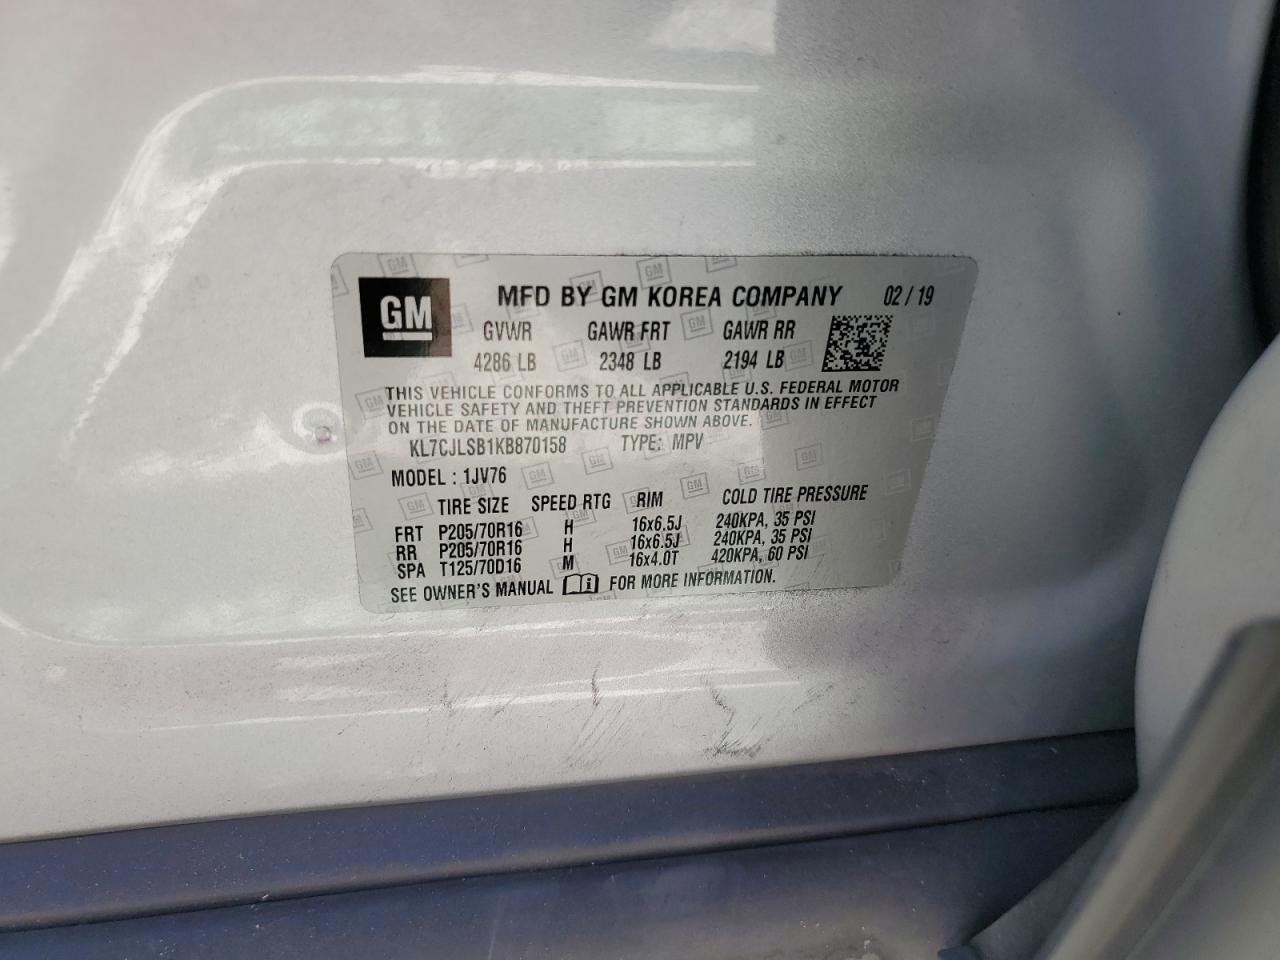 GM MFD BY GM KOREA COMPANY 02 / 19
GVWR GAWR FRT GAWR RR
4286 LB 2348 LB 2194 LB
THIS VEHICLE CONFORMS TO ALL APPLICABLE U.S. FEDERAL MOTOR
VEHICLE SAFETY AND THEFT PREVENTION STANDARDS IN EFFECT
ON THE DATE OF MANUFACTURE SHOWN ABOVE.
KL7CJLSB1KB870158 TYPE: MPV
MODEL : 1JV76
TIRE SIZE SPEED RTG RIM COLD TIRE PRESSURE
FRT P205/70R16 H 16x6.5J 240KPA, 35 PSI
RR P205/70R16 H 16x6.5J 240KPA, 35 PSI
SPA T125/70D16 M 16x4.0T 420KPA, 60 PSI
SEE OWNER'S MANUAL FOR MORE INFORMATION.